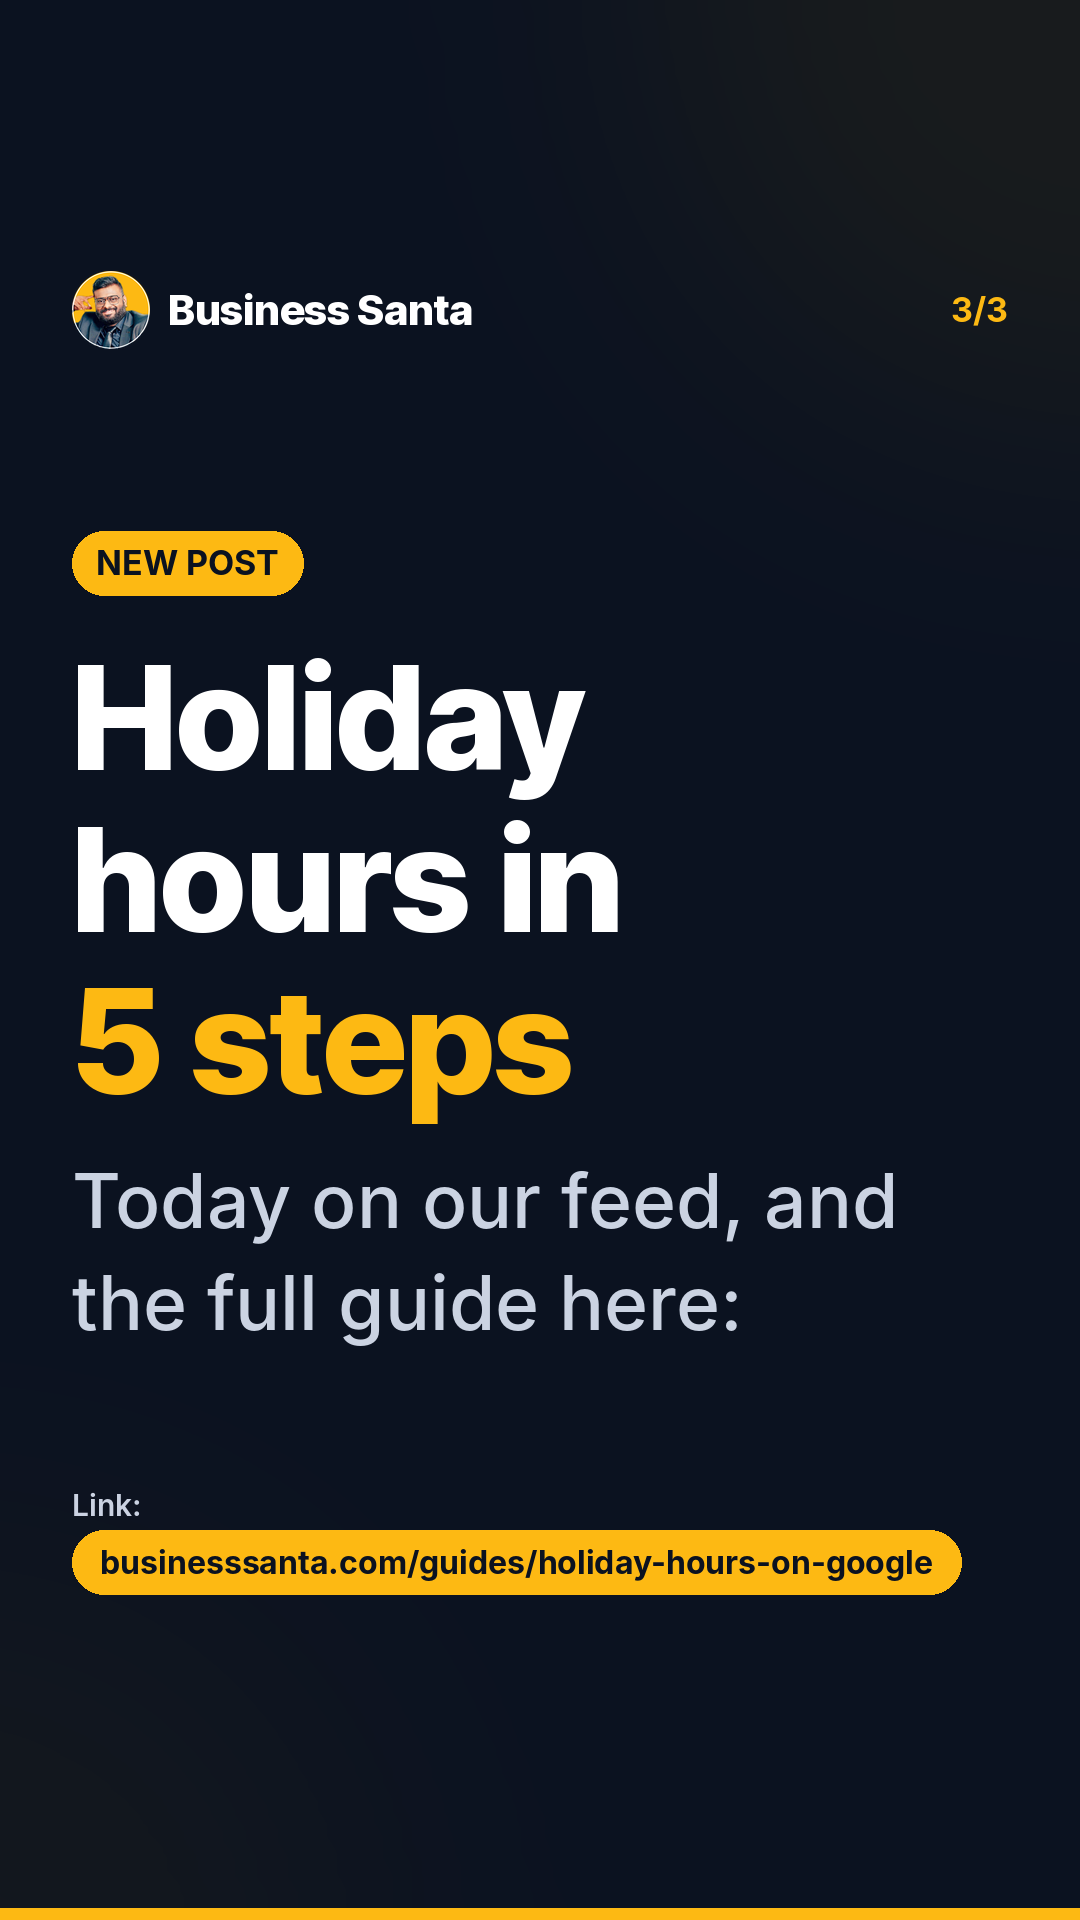 Business Santa
3/3
NEW POST
Holiday
hours in
5 steps
Today on our feed, and
the full guide here:
Link:
businesssanta.com/guides/holiday-hours-on-google